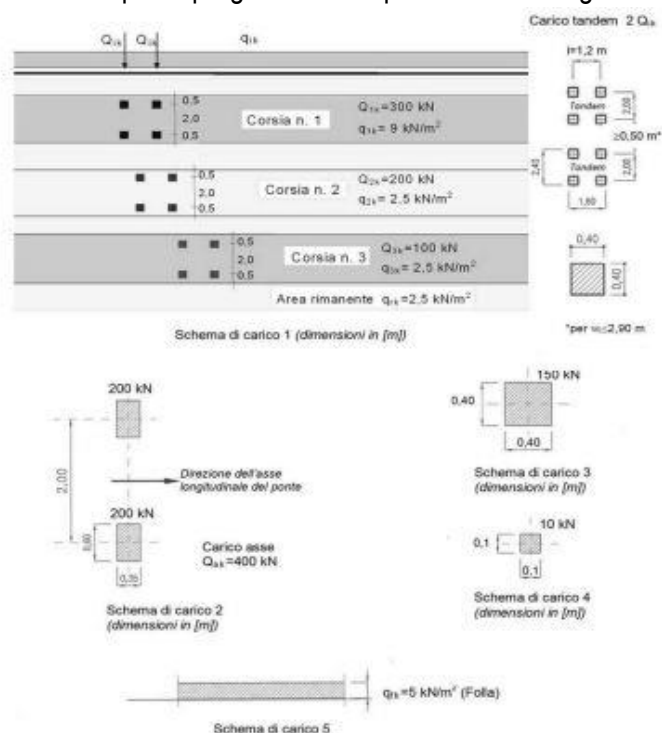 Carico tandem 2 Qik
Q1k Q1k q1k
l=1,2 m
0.5
Q1k=300 kN
2,0
Corsia n. 1
q1k= 9 kN/m²
0.5
Tandem
2,00
≥0,50 m*
0.5
Q2k=200 kN
2.0
Corsia n. 2
q2k= 2,5 kN/m²
0.5
2,40
Tandem
2,00
1,60
0.5
Q3k=100 kN
2.0
Corsia n. 3
q3k= 2,5 kN/m²
0.5
0,40
0,40
Area rimanente qrk=2,5 kN/m²
Schema di carico 1 (dimensioni in [m])
*per w≤2,90 m
200 kN
2,00
Direzione dell'asse
longitudinale del ponte
200 kN
0,60
0,35
Carico asse
Qak=400 kN
Schema di carico 2
(dimensioni in [m])
150 kN
0,40
0,40
Schema di carico 3
(dimensioni in [m])
10 kN
0,1
0,1
Schema di carico 4
(dimensioni in [m])
qfk=5 kN/m² (Folla)
Schema di carico 5